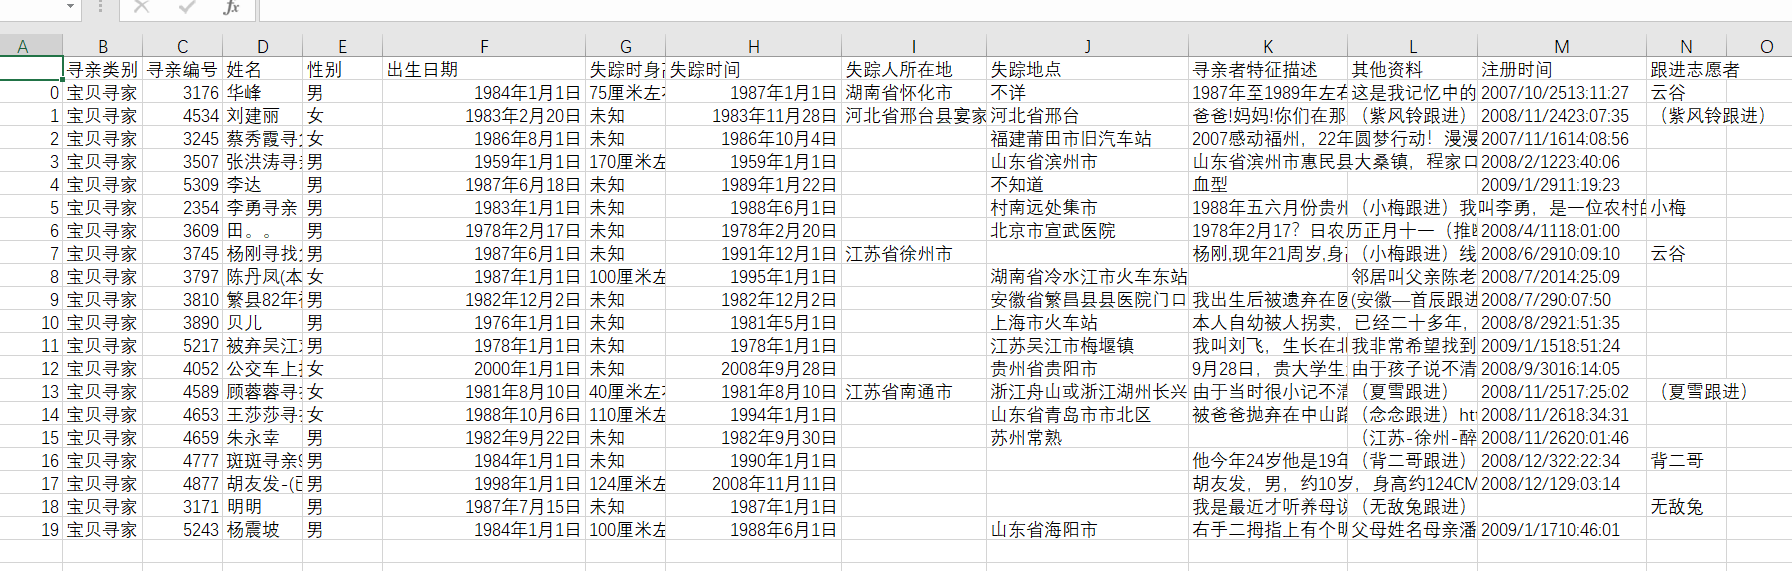 fx
A B C D E F G H I J K L M N O
寻亲类别 寻亲编号 姓名 性别 出生日期 失踪时身 失踪时间 失踪人所在地 失踪地点 寻亲者特征描述 其他资料 注册时间 跟进志愿者
0 宝贝寻家 3176 华峰 男 1984年1月1日 75厘米左 1987年1月1日 湖南省怀化市 不详 1987年至1989年左右 这是我记忆中的 2007/10/2513:11:27 云谷
1 宝贝寻家 4534 刘建丽 女 1983年2月20日 未知 1983年11月28日 河北省邢台县宴家 河北省邢台 爸爸!妈妈!你们在那 （紫风铃跟进） 2008/11/2423:07:35 （紫风铃跟进）
2 宝贝寻家 3245 蔡秀霞寻 女 1986年8月1日 未知 1986年10月4日 福建莆田市旧汽车站 2007感动福州，22年圆梦行动！漫漫 2007/11/1614:08:56
3 宝贝寻家 3507 张洪涛寻 男 1959年1月1日 170厘米左 1959年1月1日 山东省滨州市 山东省滨州市惠民县大桑镇，程家口 2008/2/1223:40:06
4 宝贝寻家 5309 李达 男 1987年6月18日 未知 1989年1月22日 不知道 血型 2009/1/2911:19:23
5 宝贝寻家 2354 李勇寻亲 男 1983年1月1日 未知 1988年6月1日 村南远处集市 1988年五六月份贵州 （小梅跟进）我叫李勇，是一位农村 小梅
6 宝贝寻家 3609 田。。 男 1978年2月17日 未知 1978年2月20日 北京市宣武医院 1978年2月17？日农历正月十一（推 2008/4/1118:01:00
7 宝贝寻家 3745 杨刚寻找 男 1987年6月1日 未知 1991年12月1日 江苏省徐州市 杨刚,现年21周岁,身 （小梅跟进）线 2008/6/2910:09:10 云谷
8 宝贝寻家 3797 陈丹凤(本 女 1987年1月1日 100厘米左 1995年1月1日 湖南省冷水江市火车东站 邻居叫父亲陈老 2008/7/2014:25:09
9 宝贝寻家 3810 繁县82年 男 1982年12月2日 未知 1982年12月2日 安徽省繁昌县县医院门口 我出生后被遗弃在医 (安徽—首辰跟进 2008/7/290:07:50
10 宝贝寻家 3890 贝儿 男 1976年1月1日 未知 1981年5月1日 上海市火车站 本人自幼被人拐卖，已经二十多年， 2008/8/2921:51:35
11 宝贝寻家 5217 被弃吴江 男 1978年1月1日 未知 1978年1月1日 江苏吴江市梅堰镇 我叫刘飞，生长在北 我非常希望找到 2009/1/1518:51:24
12 宝贝寻家 4052 公交车上 女 2000年1月1日 未知 2008年9月28日 贵州省贵阳市 9月28日，贵大学生 由于孩子说不清 2008/9/3016:14:05
13 宝贝寻家 4589 顾蓉蓉寻 女 1981年8月10日 40厘米左 1981年8月10日 江苏省南通市 浙江舟山或浙江湖州长兴 由于当时很小记不清 （夏雪跟进） 2008/11/2517:25:02 （夏雪跟进）
14 宝贝寻家 4653 王莎莎寻 女 1988年10月6日 110厘米左 1994年1月1日 山东省青岛市市北区 被爸爸抛弃在中山路 （念念跟进）ht 2008/11/2618:34:31
15 宝贝寻家 4659 朱永幸 男 1982年9月22日 未知 1982年9月30日 苏州常熟 （江苏-徐州-醉 2008/11/2620:01:46
16 宝贝寻家 4777 斑斑寻亲9 男 1984年1月1日 未知 1990年1月1日 他今年24岁他是19年 （背二哥跟进） 2008/12/322:22:34 背二哥
17 宝贝寻家 4877 胡友发-(已 男 1998年1月1日 124厘米左 2008年11月11日 胡友发，男，约10岁，身高约124CM 2008/12/129:03:14
18 宝贝寻家 3171 明明 男 1987年7月15日 未知 1987年1月1日 我是最近才听养母说 （无敌兔跟进） 无敌兔
19 宝贝寻家 5243 杨震坡 男 1984年1月1日 100厘米左 1988年6月1日 山东省海阳市 右手二拇指上有个明 父母姓名母亲潘 2009/1/1710:46:01